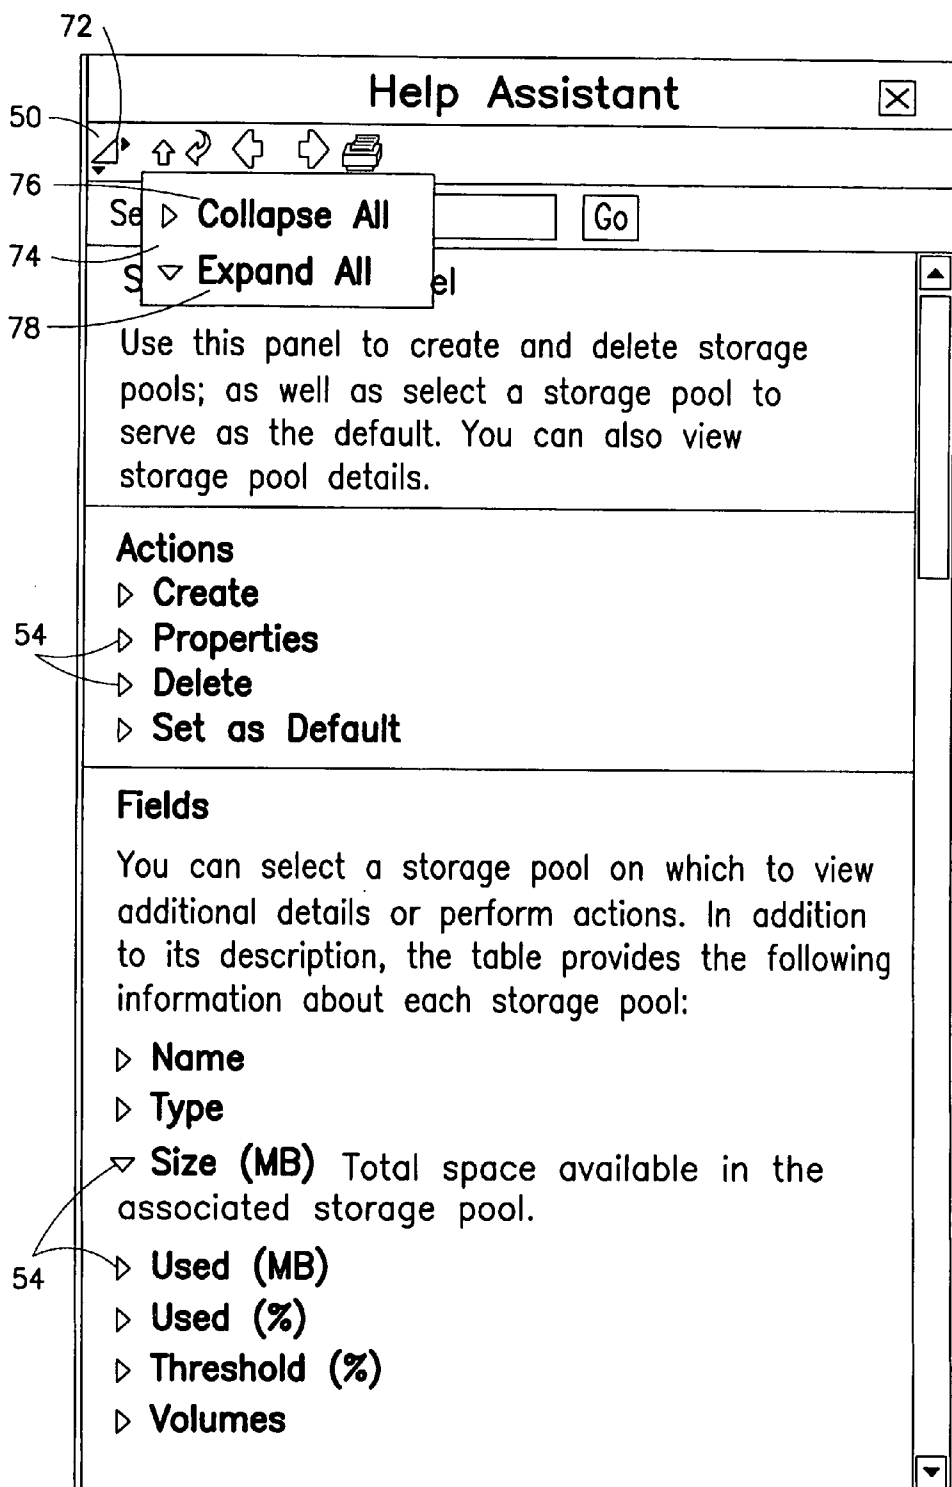 72
Help Assistant
50
76
Collapse All
Se
Go
74
Expand All
S
el
78
Use this panel to create and delete storage
pools; as well as select a storage pool to
serve as the default. You can also view
storage pool details.
Actions
Create
54
Properties
Delete
Set as Default
Fields
You can select a storage pool on which to view
additional details or perform actions. In addition
to its description, the table provides the following
information about each storage pool:
Name
Type
Size (MB) Total space available in the
associated storage pool.
54
Used (MB)
Used (%)
Threshold (%)
Volumes